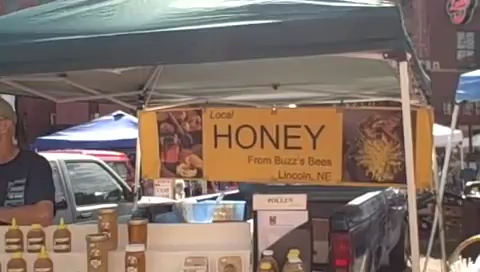 Local
HONEY
From Buzz's Bees
Lincoln, NE
POLLEN